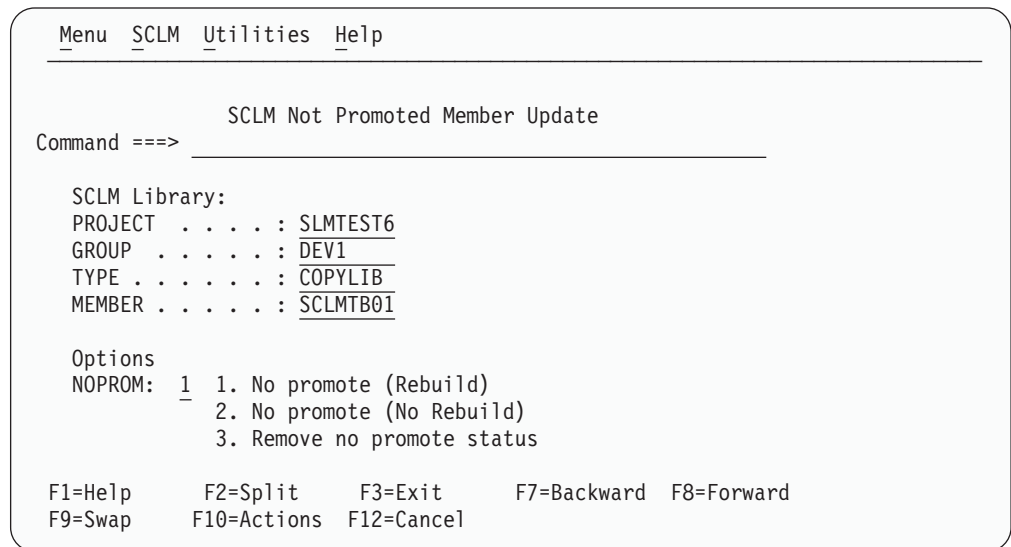 Menu SCLM Utilities Help
SCLM Not Promoted Member Update
Command ===>
SCLM Library:
PROJECT . . . . : SLMTEST6
GROUP . . . . . : DEV1
TYPE . . . . . . : COPYLIB
MEMBER . . . . . : SCLMTB01
Options
NOPROM: 1 1. No promote (Rebuild)
2. No promote (No Rebuild)
3. Remove no promote status
F1=Help F2=Split F3=Exit F7=Backward F8=Forward
F9=Swap F10=Actions F12=Cancel